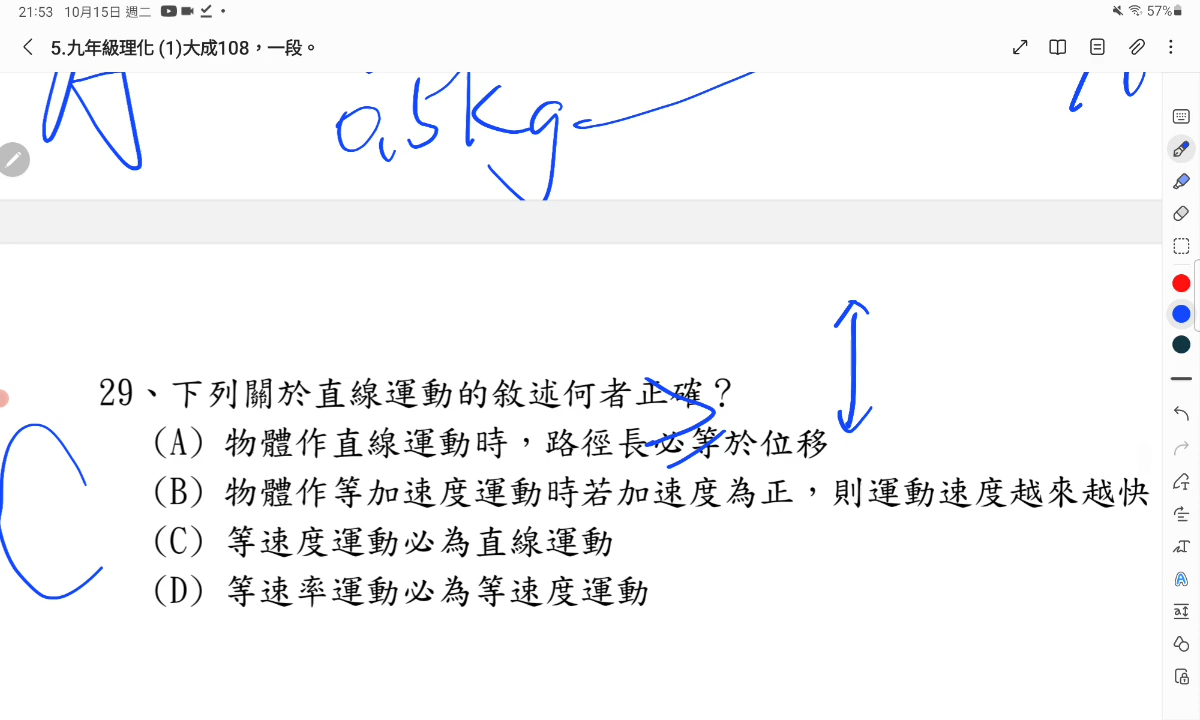 21:53 10月15日 週二 57%
5.九年級理化 (1)大成108，一段。
A 0.5kg
29、下列關於直線運動的敘述何者正確？
(A) 物體作直線運動時，路徑長必等於位移
(B) 物體作等加速度運動時若加速度為正，則運動速度越來越快
C
(C) 等速度運動必為直線運動
(D) 等速率運動必為等速度運動